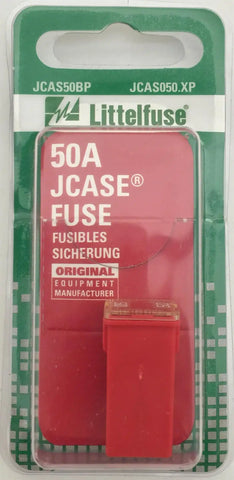 JCAS50BP JCAS050.XP
Littelfuse®
50A
JCASE®
FUSE
FUSIBLES
SICHERUNG
ORIGINAL
EQUIPMENT
MANUFACTURER